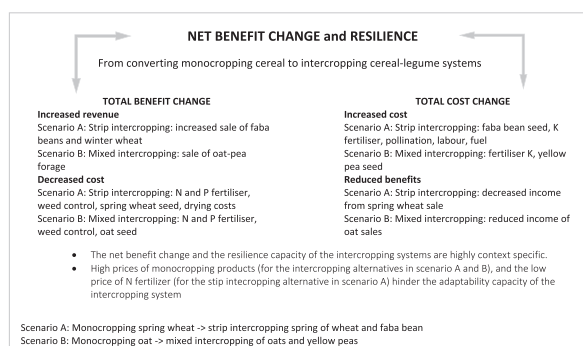 NET BENEFIT CHANGE and RESILIENCE
From converting monocropping cereal to intercropping cereal-legume systems
TOTAL BENEFIT CHANGE
Increased revenue
Scenario A: Strip intercropping: increased sale of faba
beans and winter wheat
Scenario B: Mixed intercropping: sale of oat-pea
forage
Decreased cost
Scenario A: Strip intercropping: N and P fertiliser,
weed control, spring wheat seed, drying costs
Scenario B: Mixed intercropping: N and P fertiliser,
weed control, oat seed
TOTAL COST CHANGE
Increased cost
Scenario A: Strip intercropping: faba bean seed, K
fertiliser, pollination, labour, fuel
Scenario B: Mixed intercropping: fertiliser K, yellow
pea seed
Reduced benefits
Scenario A: Strip intercropping: decreased income
from spring wheat sale
Scenario B: Mixed intercropping: reduced income of
oat sales
• The net benefit change and the resilience capacity of the intercropping systems are highly context specific.
• High prices of monocropping products (for the intercropping alternatives in scenario A and B), and the low
price of N fertilizer (for the stip intercropping alternative in scenario A) hinder the adaptability capacity of the
intercropping system
Scenario A: Monocropping spring wheat -> strip intercropping spring of wheat and faba bean
Scenario B: Monocropping oat -> mixed intercropping of oats and yellow peas